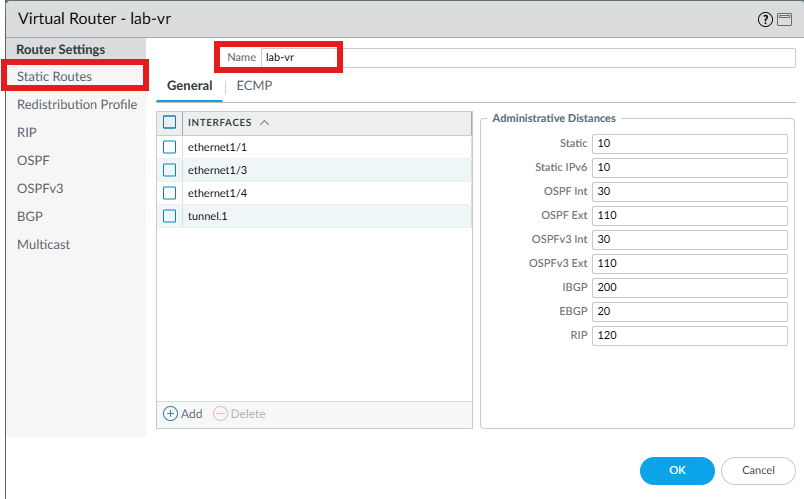 Virtual Router - lab-vr
Router Settings
Static Routes
Redistribution Profile
RIP
OSPF
OSPFv3
BGP
Multicast
Name lab-vr
General ECMP
INTERFACES
ethernet1/1
ethernet1/3
ethernet1/4
tunnel.1
Add Delete
Administrative Distances
Static 10
Static IPv6 10
OSPF Int 30
OSPF Ext 110
OSPFv3 Int 30
OSPFv3 Ext 110
IBGP 200
EBGP 20
RIP 120
OK Cancel